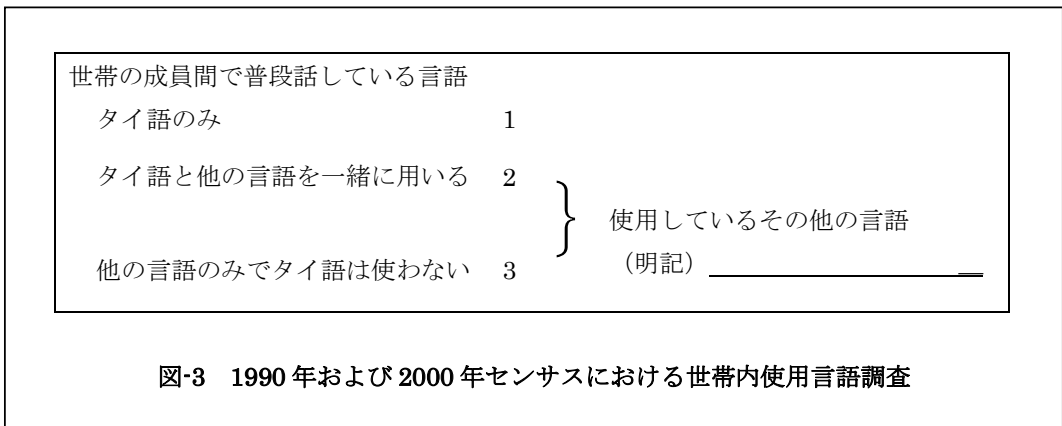 世帯の成員間で普段話している言語
タイ語のみ 1
タイ語と他の言語を一緒に用いる 2
他の言語のみでタイ語は使わない 3
使用しているその他の言語
（明記）
図-3 1990年および2000年センサスにおける世帯内使用言語調査